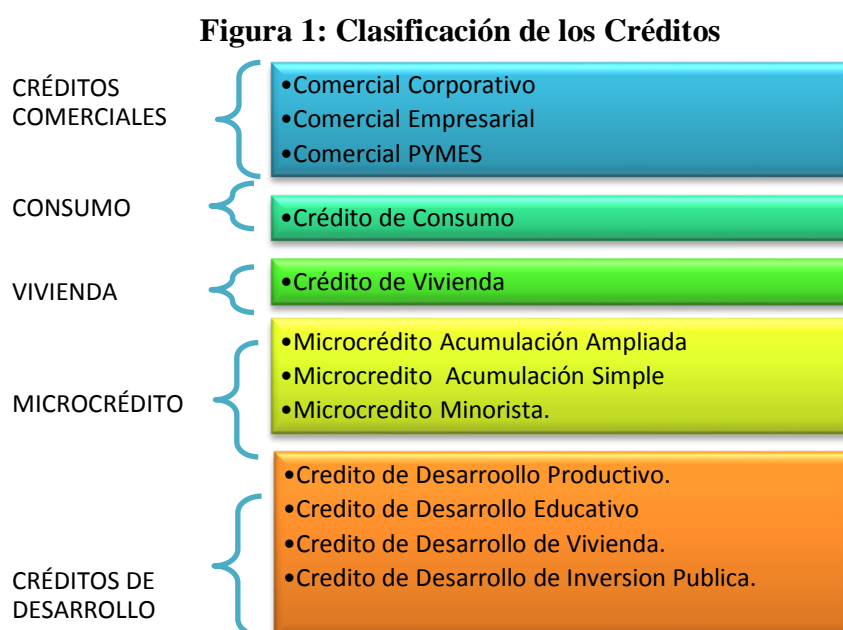 Figura 1: Clasificación de los Créditos
CRÉDITOS
COMERCIALES
•Comercial Corporativo
•Comercial Empresarial
•Comercial PYMES
CONSUMO
•Crédito de Consumo
VIVIENDA
•Crédito de Vivienda
MICROCRÉDITO
•Microcrédito Acumulación Ampliada
•Microcredito Acumulación Simple
•Microcredito Minorista.
CRÉDITOS DE
DESARROLLO
•Credito de Desarroollo Productivo.
•Credito de Desarrollo Educativo
•Credito de Desarrollo de Vivienda.
•Credito de Desarrollo de Inversion Publica.